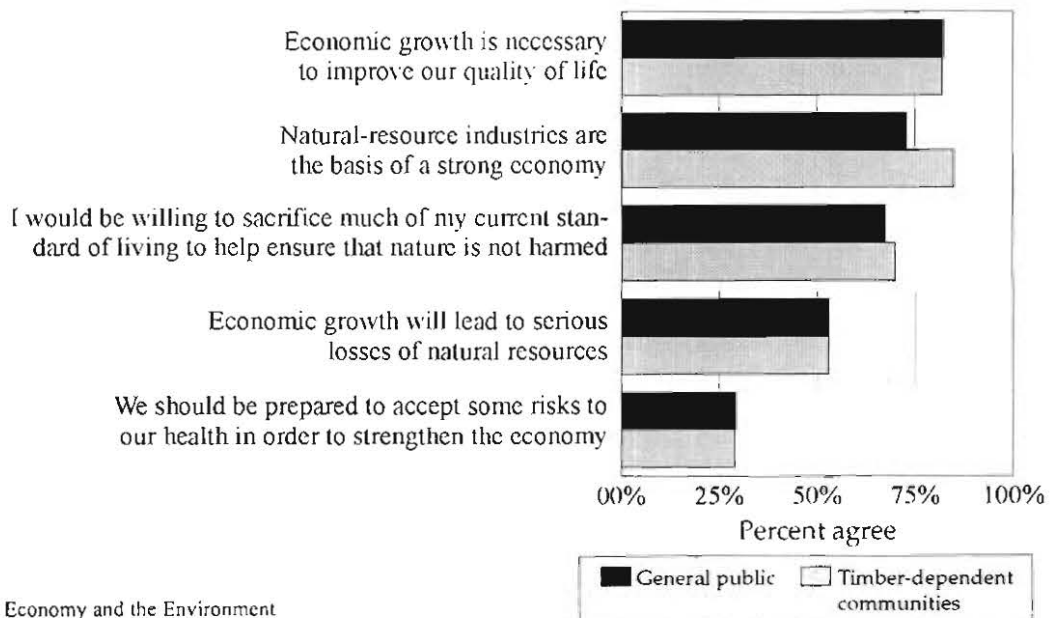 Economic growth is necessary
to improve our quality of life
Natural-resource industries are
the basis of a strong economy
I would be willing to sacrifice much of my current stan-
dard of living to help ensure that nature is not harmed
Economic growth will lead to serious
losses of natural resources
We should be prepared to accept some risks to
our health in order to strengthen the economy
00% 25% 50% 75% 100%
Percent agree
General public Timber-dependent
communities
Economy and the Environment